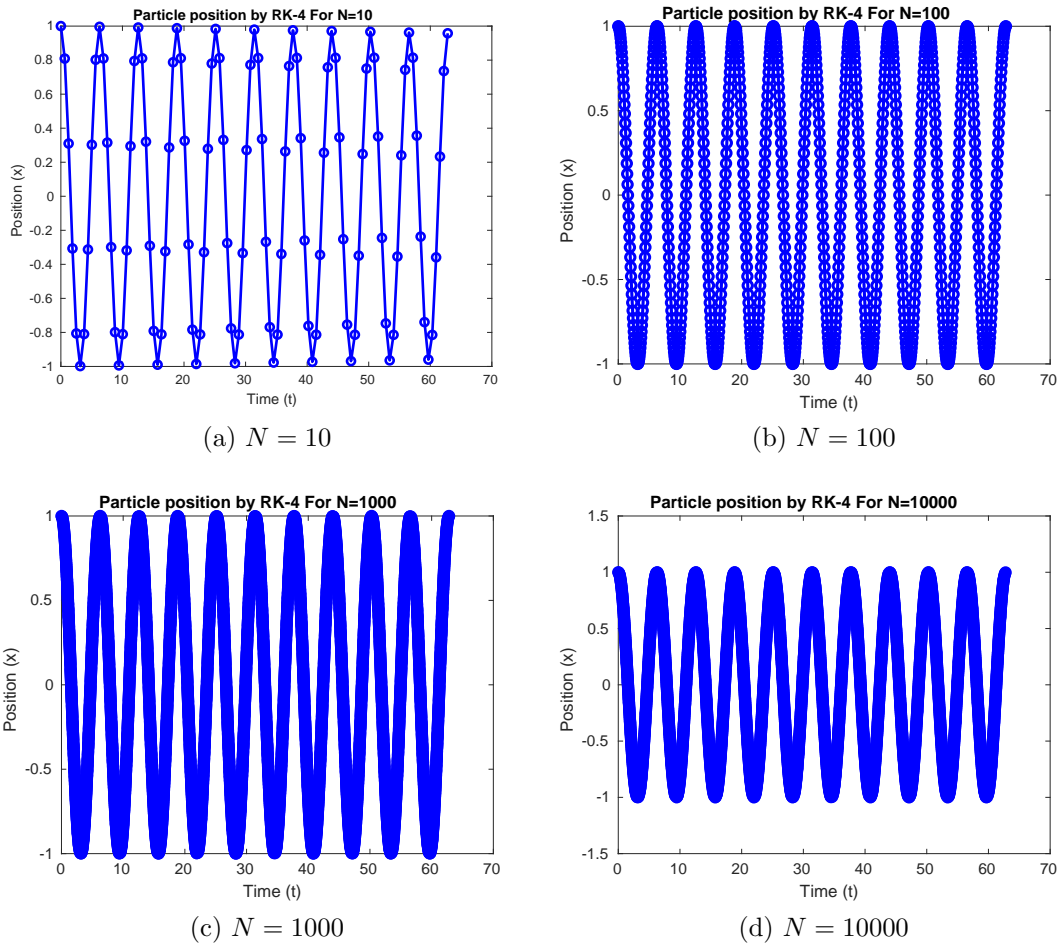 Particle position by RK-4 For N=10
1
0.8
0.6
0.4
0.2
0
-0.2
-0.4
-0.6
-0.8
-1
Position (x)
0 10 20 30 40 50 60 70
Time (t)
(a) N = 10
Particle position by RK-4 For N=100
1
0.5
0
-0.5
-1
Position (x)
0 10 20 30 40 50 60 70
Time (t)
(b) N = 100
Particle position by RK-4 For N=1000
1
0.5
0
-0.5
-1
Position (x)
0 10 20 30 40 50 60 70
Time (t)
(c) N = 1000
Particle position by RK-4 For N=10000
1.5
1
0.5
0
-0.5
-1
-1.5
Position (x)
0 10 20 30 40 50 60 70
Time (t)
(d) N = 10000